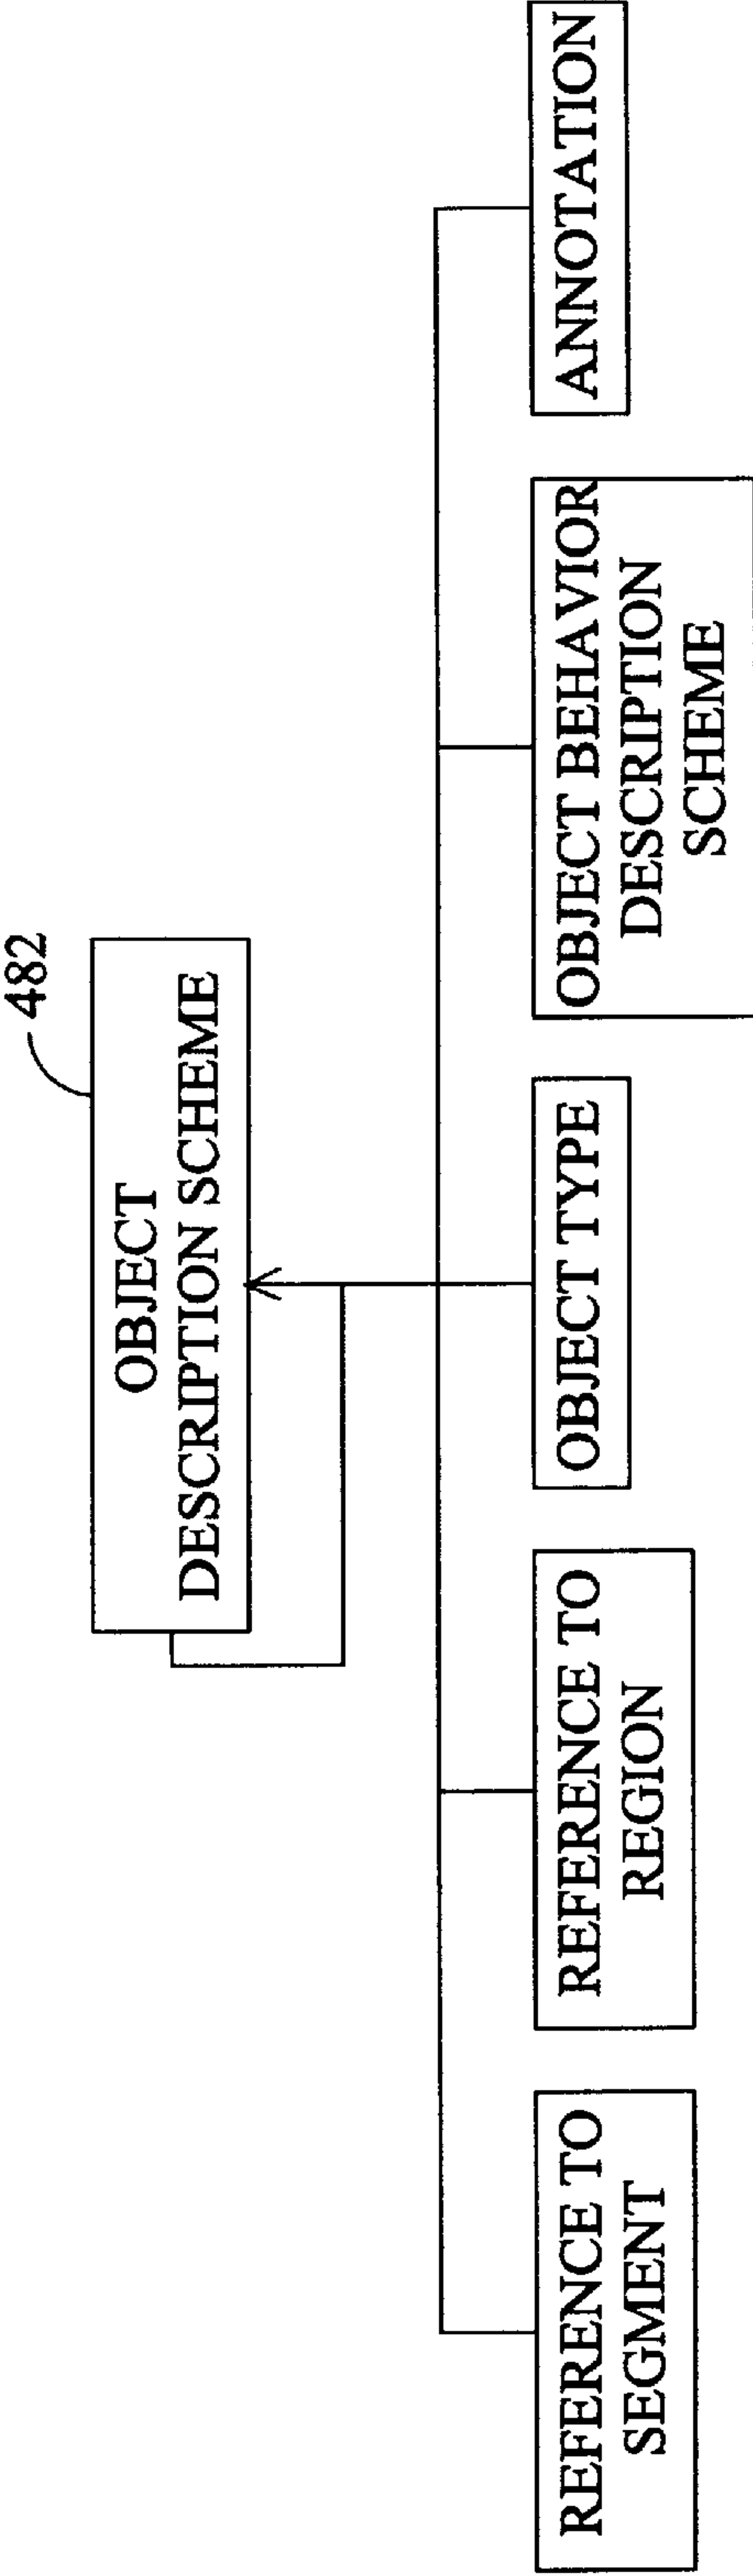 482
OBJECT
DESCRIPTION SCHEME
REFERENCE TO
SEGMENT
REFERENCE TO
REGION
OBJECT TYPE
OBJECT BEHAVIOR
DESCRIPTION
SCHEME
ANNOTATION